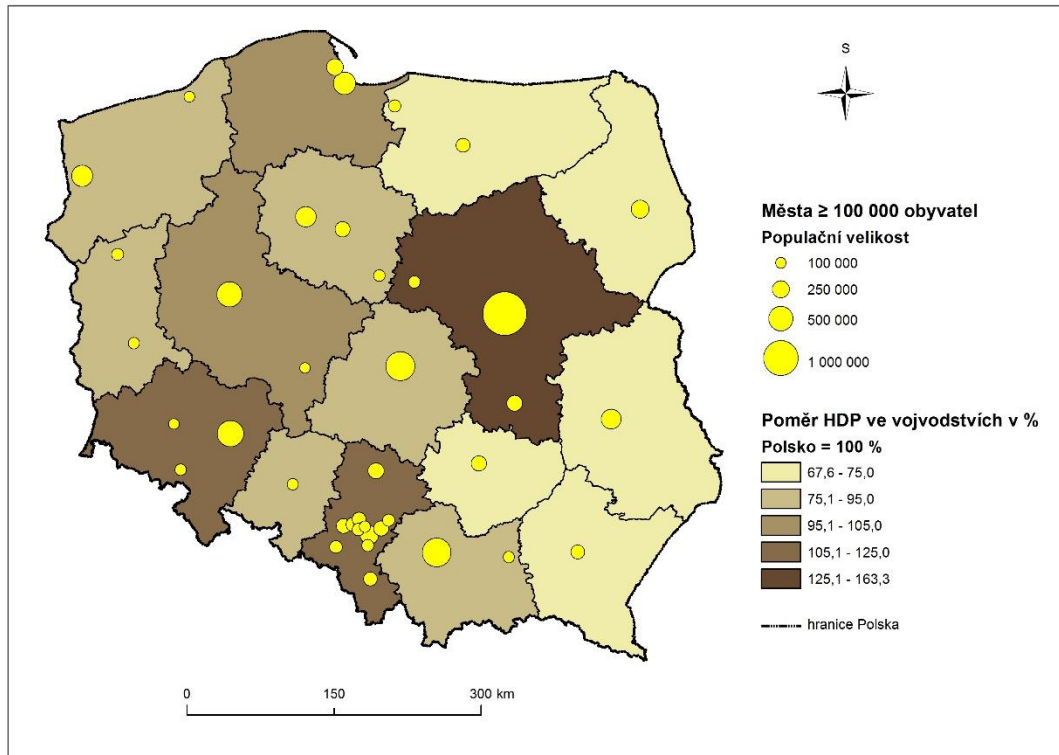 S
Města ≥ 100 000 obyvatel
Populační velikost
100 000
250 000
500 000
1 000 000
Poměr HDP ve vojvodstvích v %
Polsko = 100 %
67,6 - 75,0
75,1 - 95,0
95,1 - 105,0
105,1 - 125,0
125,1 - 163,3
hranice Polska
0 150 300 km